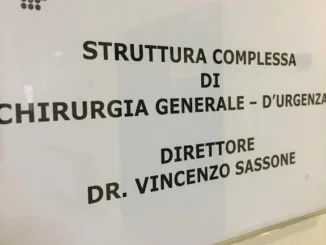 STRUTTURA COMPLESSA
DI
CHIRURGIA GENERALE – D'URGENZA
DIRETTORE
DR. VINCENZO SASSONE